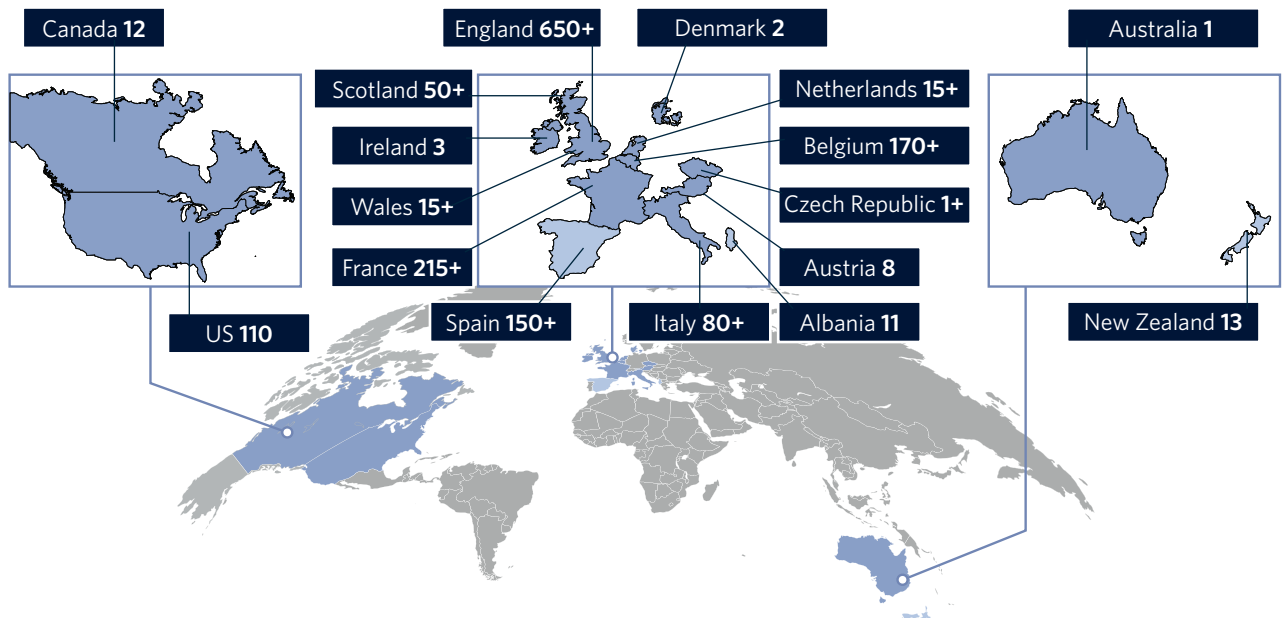 Canada 12
England 650+
Denmark 2
Australia 1
Scotland 50+
Netherlands 15+
Ireland 3
Belgium 170+
Wales 15+
Czech Republic 1+
France 215+
Austria 8
US 110
Spain 150+
Italy 80+
Albania 11
New Zealand 13